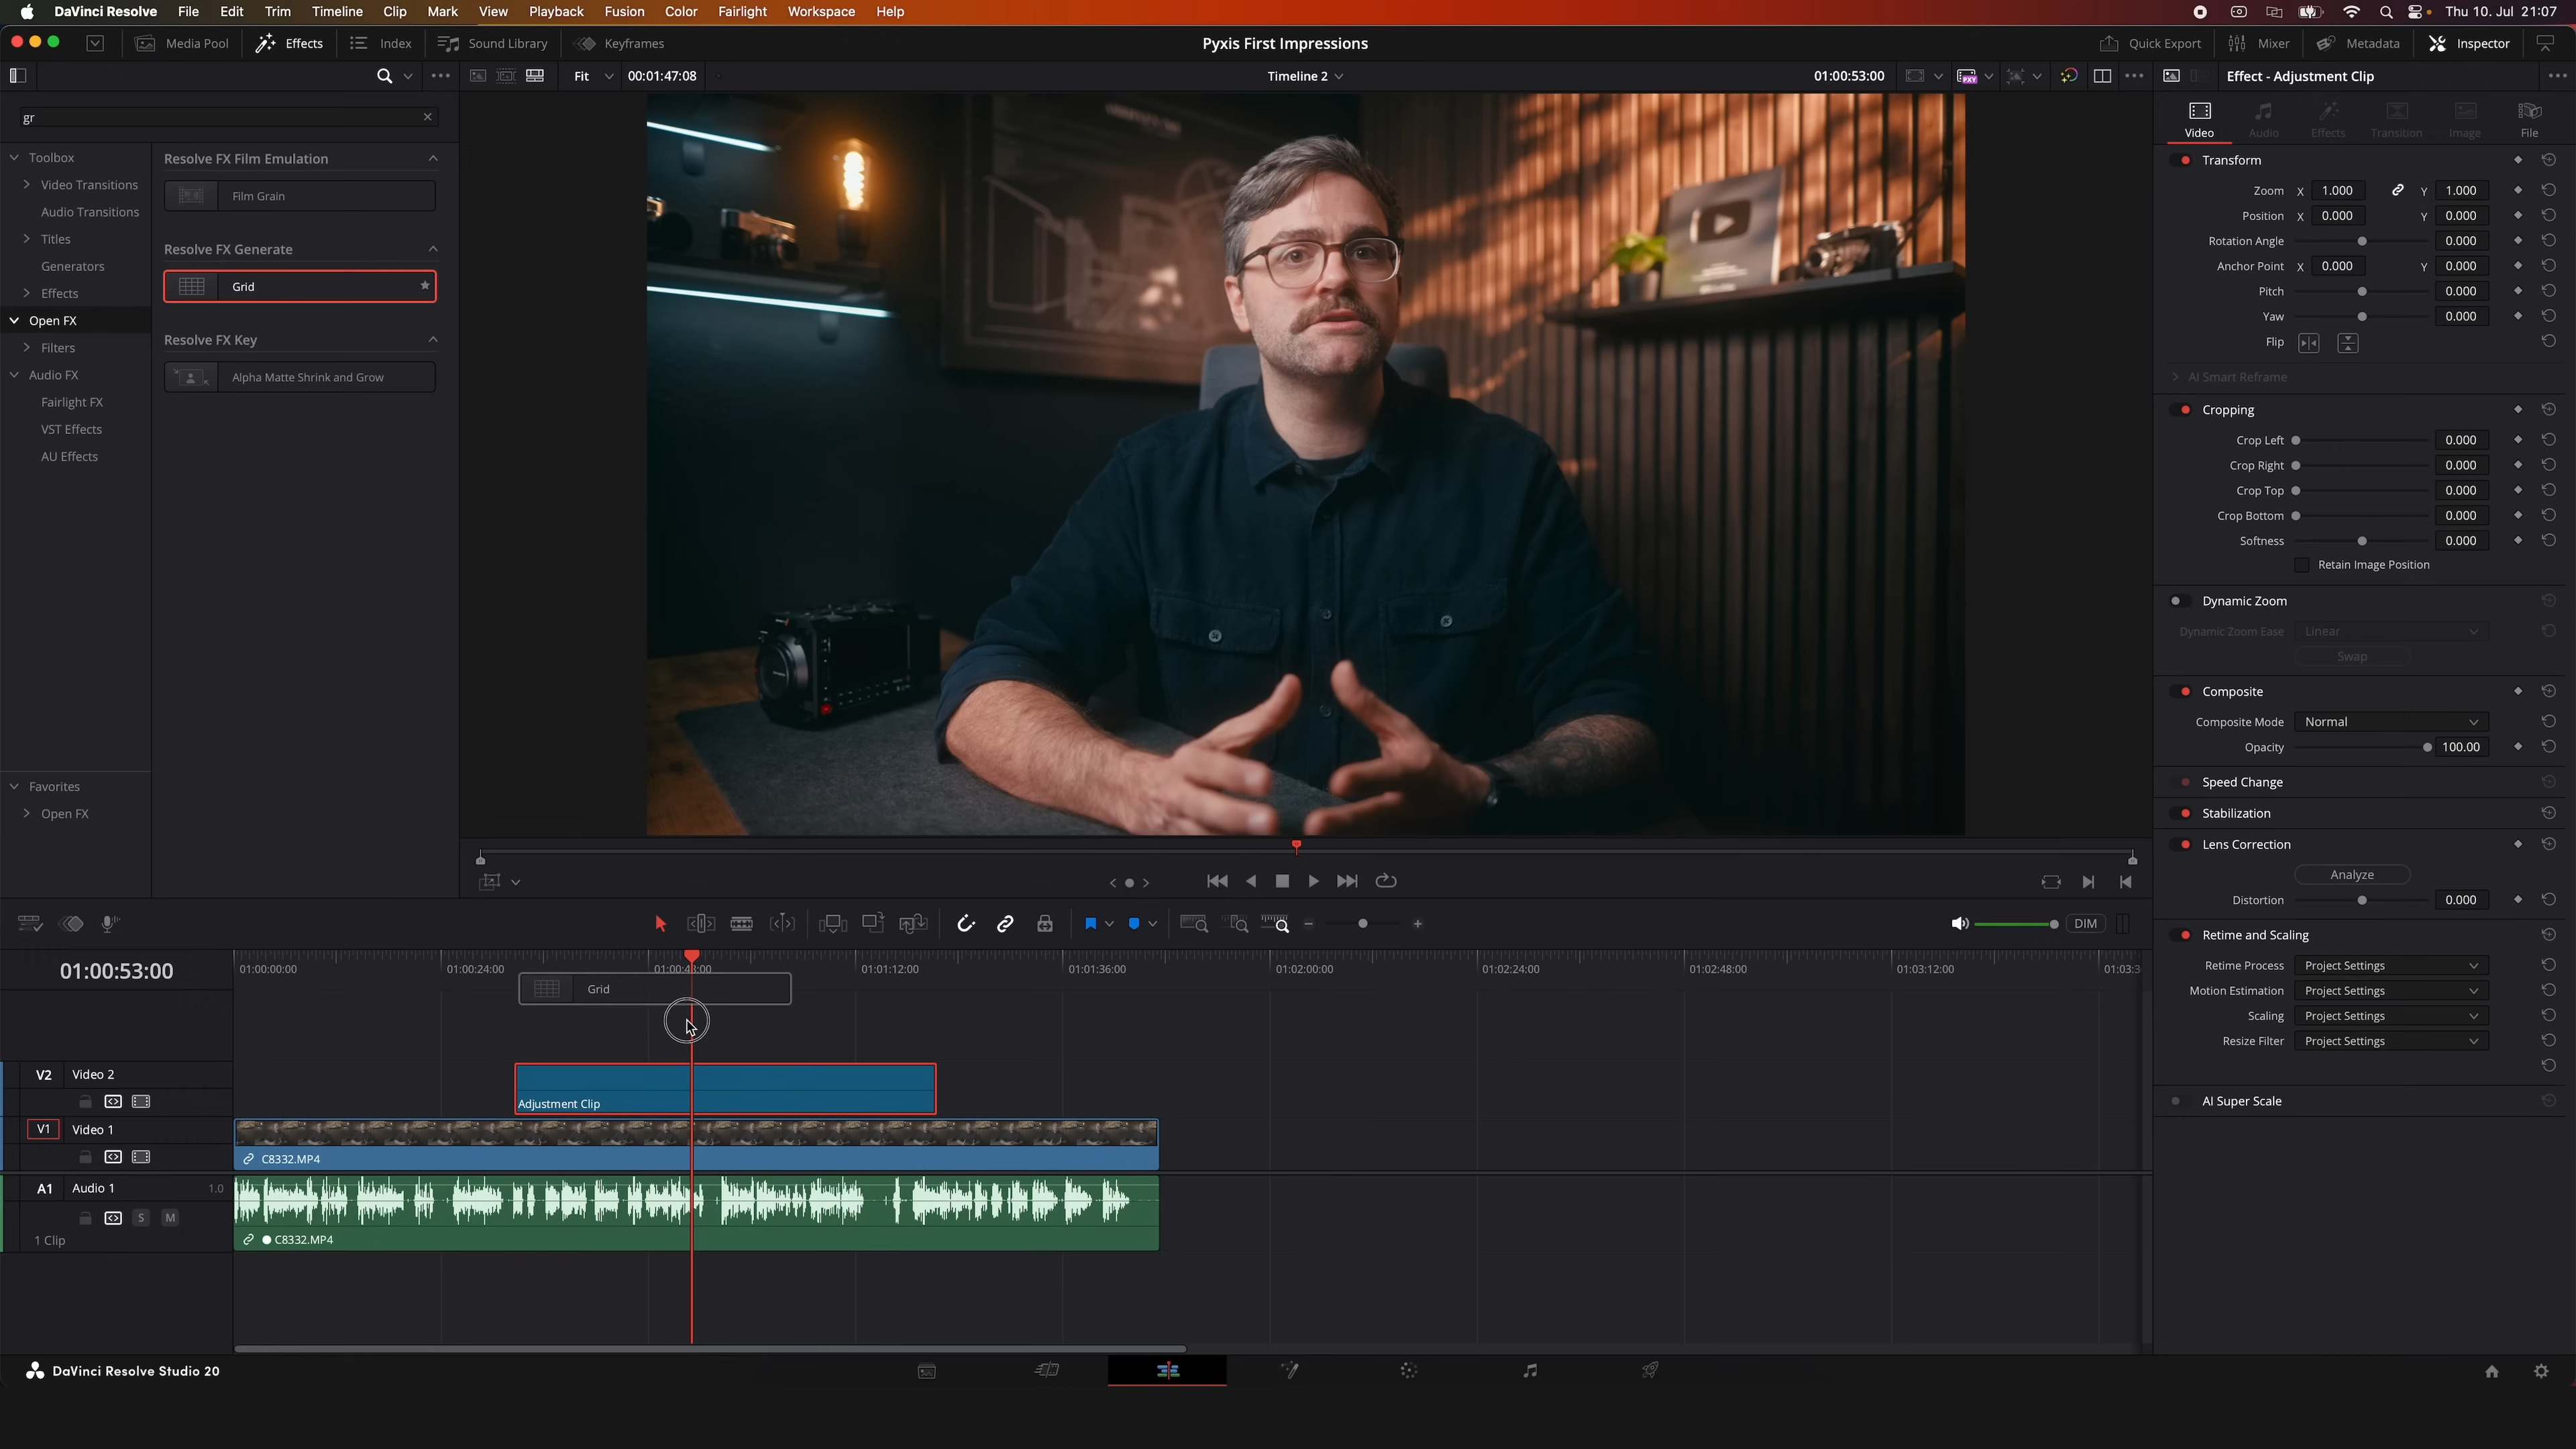 DaVinci Resolve File Edit Trim Timeline Clip Mark View Playback Fusion Color Fairlight Workspace Help Thu 10. Jul 21:07
Media Pool Effects Index Sound Library Keyframes Pyxis First Impressions Quick Export Mixer Metadata Inspector
Fit 00:01:47:08 Timeline 2 01:00:53:00 PXY Effect - Adjustment Clip
gr
Video Audio Effects Transition Image File
Toolbox
Video Transitions
Audio Transitions
Titles
Generators
Effects
Open FX
Filters
Audio FX
Fairlight FX
VST Effects
AU Effects
Favorites
Open FX
Resolve FX Film Emulation
Film Grain
Resolve FX Generate
Grid
Resolve FX Key
Alpha Matte Shrink and Grow
Transform
Zoom X 1.000 Y 1.000
Position X 0.000 Y 0.000
Rotation Angle 0.000
Anchor Point X 0.000 Y 0.000
Pitch 0.000
Yaw 0.000
Flip
AI Smart Reframe
Cropping
Crop Left 0.000
Crop Right 0.000
Crop Top 0.000
Crop Bottom 0.000
Softness 0.000
Retain Image Position
Dynamic Zoom
Dynamic Zoom Ease Linear
Swap
Composite
Composite Mode Normal
Opacity 100.00
Speed Change
Stabilization
Lens Correction
Analyze
Distortion 0.000
Retime and Scaling
Retime Process Project Settings
Motion Estimation Project Settings
Scaling Project Settings
Resize Filter Project Settings
AI Super Scale
DIM
01:00:53:00 01:00:00:00 01:00:24:00 01:00:48:00 01:01:12:00 01:01:36:00 01:02:00:00 01:02:24:00 01:02:48:00 01:03:12:00 01:03:3
Grid
V2 Video 2
Adjustment Clip
V1 Video 1
C8332.MP4
A1 Audio 1 1.0
S M
1 Clip
C8332.MP4
DaVinci Resolve Studio 20